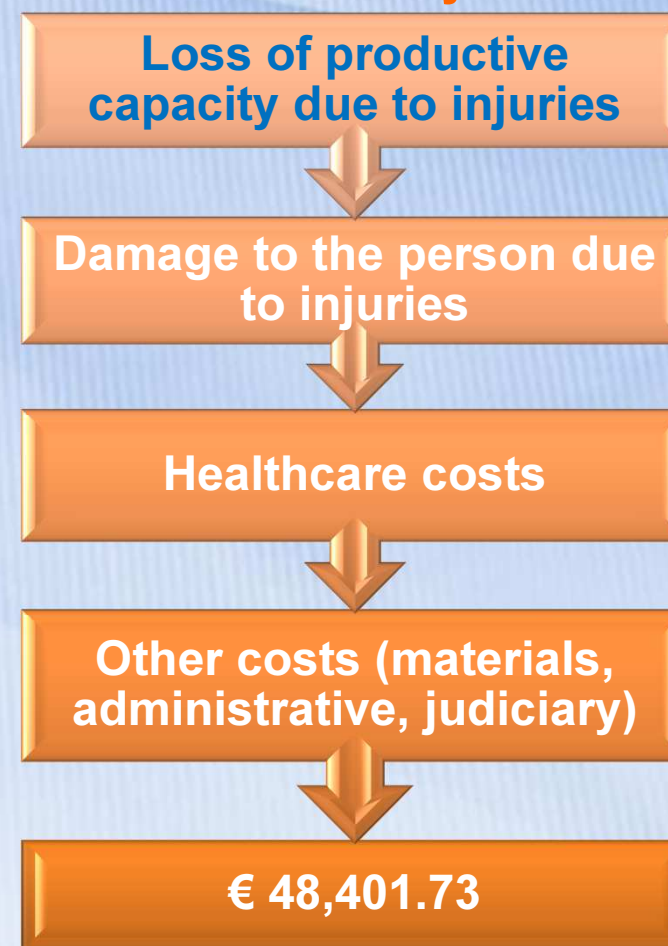 Loss of productive
capacity due to injuries
Damage to the person due
to injuries
Healthcare costs
Other costs (materials,
administrative, judiciary)
€ 48,401.73